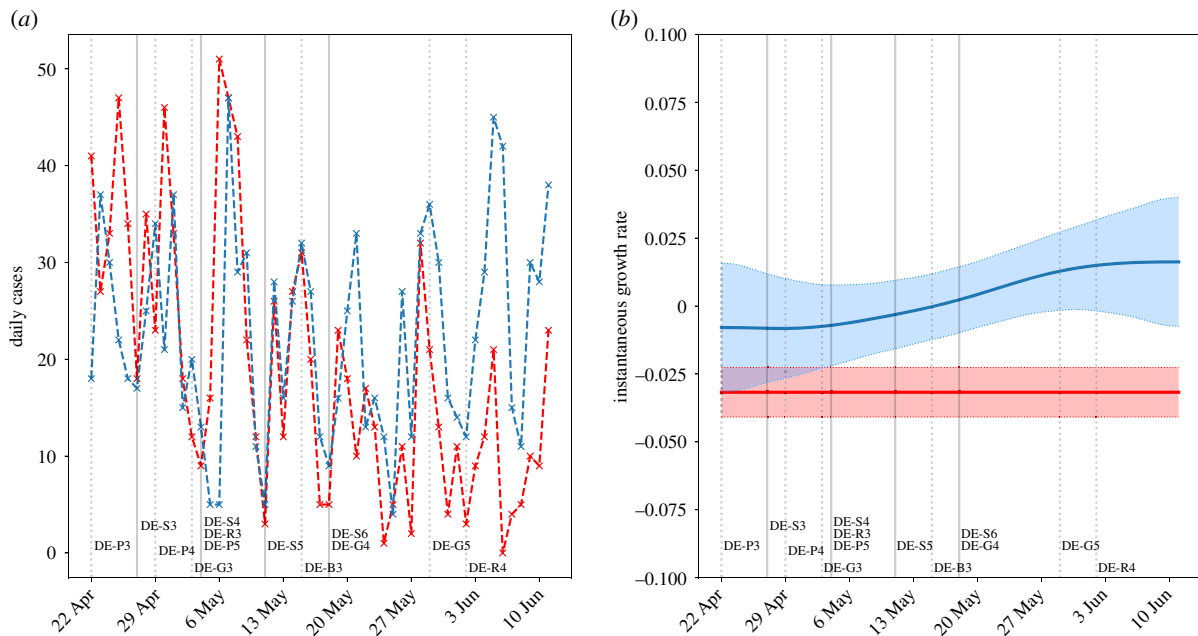 (a)
50
40
30
20
10
0
daily cases
DE-P3
DE-S3
DE-P4
DE-G3
DE-S4
DE-R3
DE-P5
DE-S5
DE-B3
DE-S6
DE-G4
DE-G5
DE-R4
22 Apr
29 Apr
6 May
13 May
20 May
27 May
3 Jun
10 Jun
(b)
0.100
0.075
0.050
0.025
0
−0.025
−0.050
−0.075
−0.100
instantaneous growth rate
DE-P3
DE-S3
DE-P4
DE-G3
DE-S4
DE-R3
DE-P5
DE-S5
DE-B3
DE-S6
DE-G4
DE-G5
DE-R4
22 Apr
29 Apr
6 May
13 May
20 May
27 May
3 Jun
10 Jun